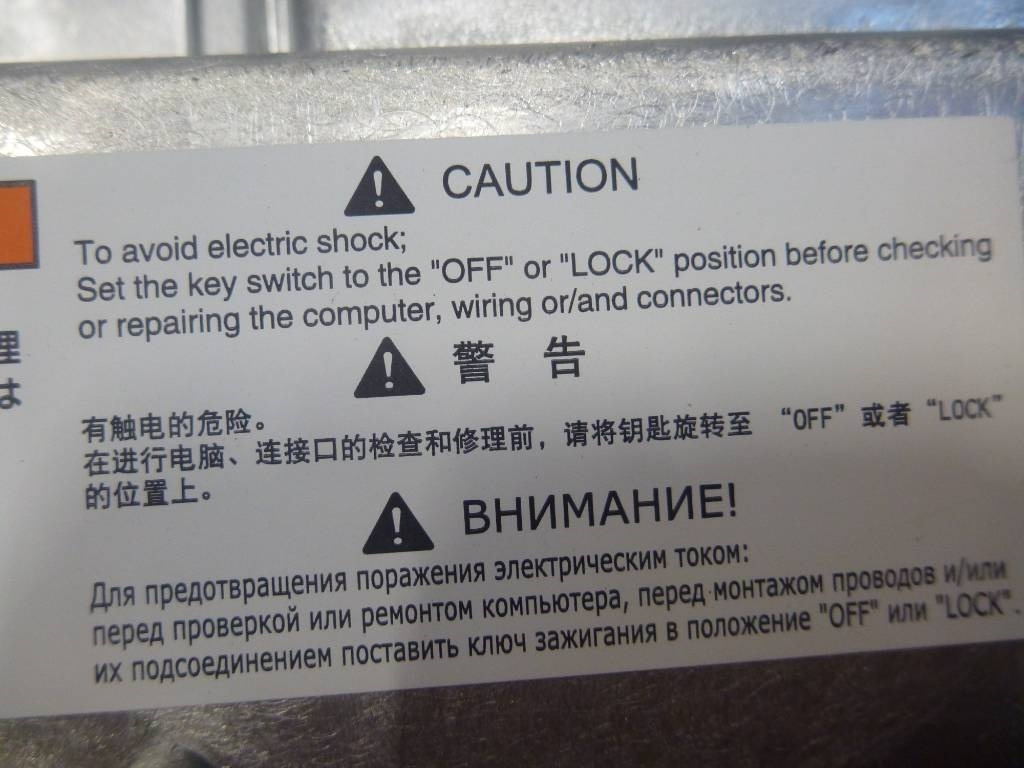 CAUTION
To avoid electric shock;
Set the key switch to the "OFF" or "LOCK" position before checking
or repairing the computer, wiring or/and connectors.
理
は
警 告
有触电的危险。
在进行电脑、连接口的检查和修理前，请将钥匙旋转至 “OFF” 或者 “LOCK”
的位置上。
ВНИМАНИЕ!
Для предотвращения поражения электрическим током:
перед проверкой или ремонтом компьютера, перед монтажом проводов и/или
их подсоединением поставить ключ зажигания в положение "OFF" или "LOCK".